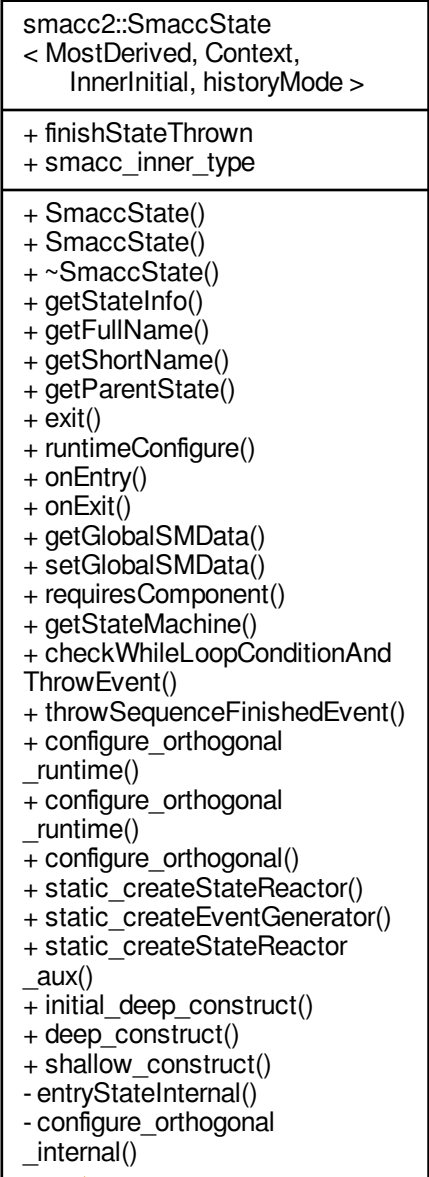 smacc2::SmaccState
< MostDerived, Context,
InnerInitial, historyMode >
+ finishStateThrown
+ smacc_inner_type
+ SmaccState()
+ SmaccState()
+ ~SmaccState()
+ getStateInfo()
+ getFullName()
+ getShortName()
+ getParentState()
+ exit()
+ runtimeConfigure()
+ onEntry()
+ onExit()
+ getGlobalSMData()
+ setGlobalSMData()
+ requiresComponent()
+ getStateMachine()
+ checkWhileLoopConditionAnd
ThrowEvent()
+ throwSequenceFinishedEvent()
+ configure_orthogonal
_runtime()
+ configure_orthogonal
_runtime()
+ configure_orthogonal()
+ static_createStateReactor()
+ static_createEventGenerator()
+ static_createStateReactor
_aux()
+ initial_deep_construct()
+ deep_construct()
+ shallow_construct()
- entryStateInternal()
- configure_orthogonal
_internal()